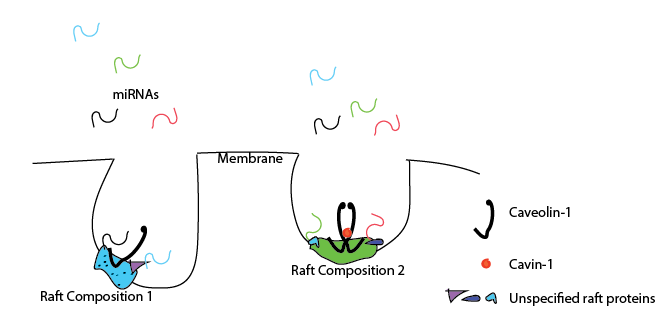 miRNAs
Membrane
Raft Composition 1
Raft Composition 2
Caveolin-1
Cavin-1
Unspecified raft proteins